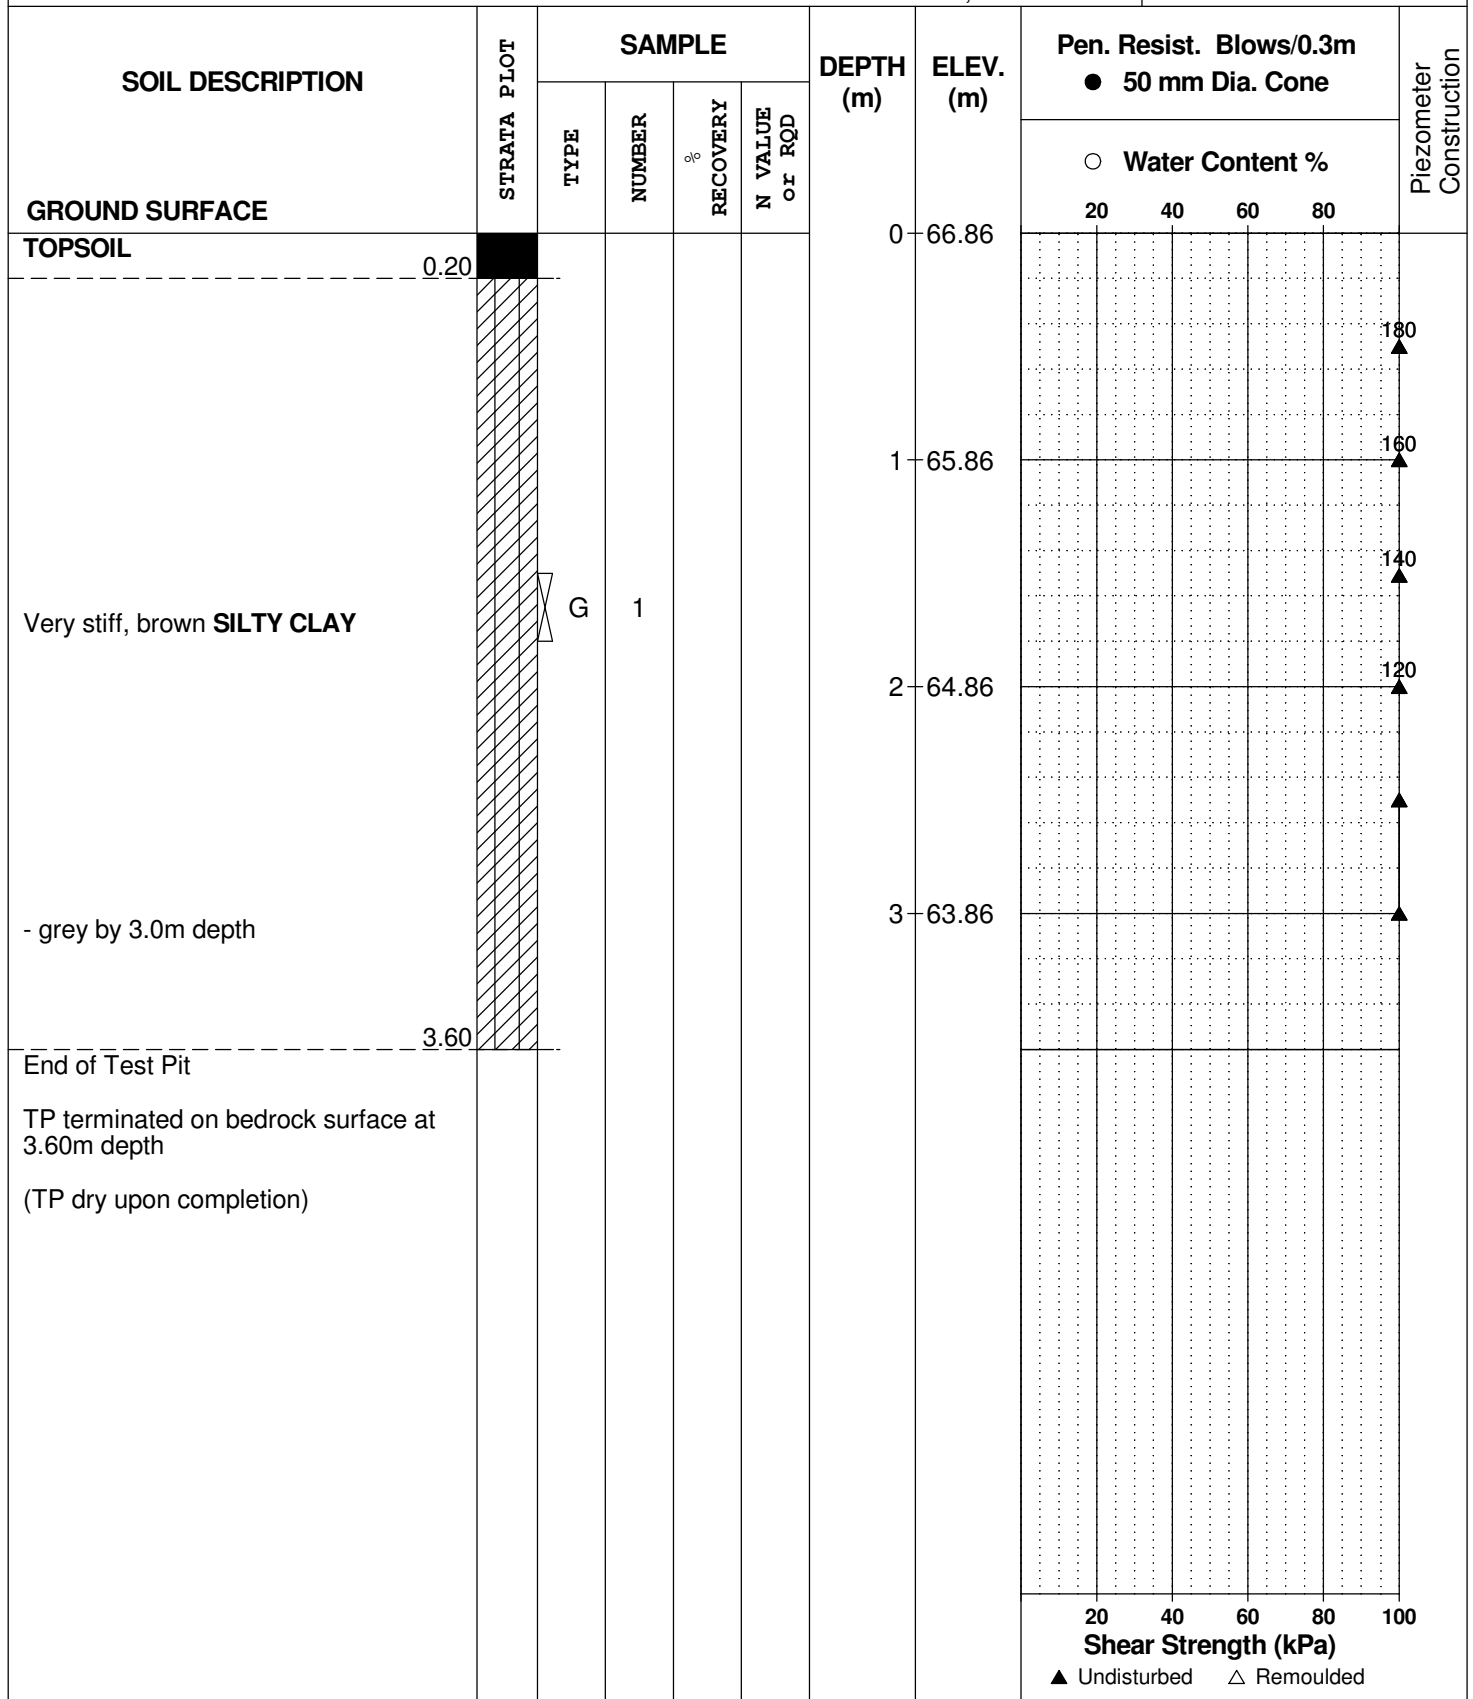 SOIL DESCRIPTION
GROUND SURFACE
STRATA PLOT
SAMPLE
TYPE
NUMBER
%
RECOVERY
N VALUE
or RQD
DEPTH
(m)
ELEV.
(m)
Pen. Resist. Blows/0.3m
● 50 mm Dia. Cone
○ Water Content %
20 40 60 80
Piezometer
Construction
TOPSOIL
0.20
0 66.86
180
1 65.86
160
140
Very stiff, brown SILTY CLAY
G 1
2 64.86
120
- grey by 3.0m depth
3 63.86
3.60
End of Test Pit
TP terminated on bedrock surface at
3.60m depth
(TP dry upon completion)
20 40 60 80 100
Shear Strength (kPa)
▲ Undisturbed △ Remoulded